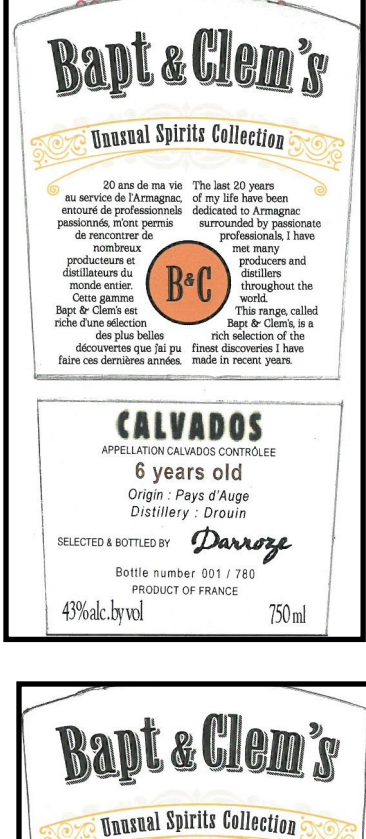 Bapt & Clem's
Unusual Spirits Collection
20 ans de ma vie
au service de l'Armagnac,
entouré de professionnels
passionnés, m'ont permis
de rencontrer de
nombreux
producteurs et
distillateurs du
monde entier.
Cette gamme
Bapt & Clem's est
riche d'une sélection
des plus belles
découvertes que j'ai pu
faire ces dernières années.
The last 20 years
of my life have been
dedicated to Armagnac
surrounded by passionate
professionals, I have
met many
producers and
distillers
throughout the
world.
This range, called
Bapt & Clem's, is a
rich selection of the
finest discoveries I have
made in recent years.
B&C
CALVADOS
APPELLATION CALVADOS CONTRÔLEE
6 years old
Origin : Pays d'Auge
Distillery : Drouin
SELECTED & BOTTLED BY Darroze
Bottle number 001 / 780
PRODUCT OF FRANCE
43%alc.by vol 750 ml
Bapt & Clem's
Unusual Spirits Collection